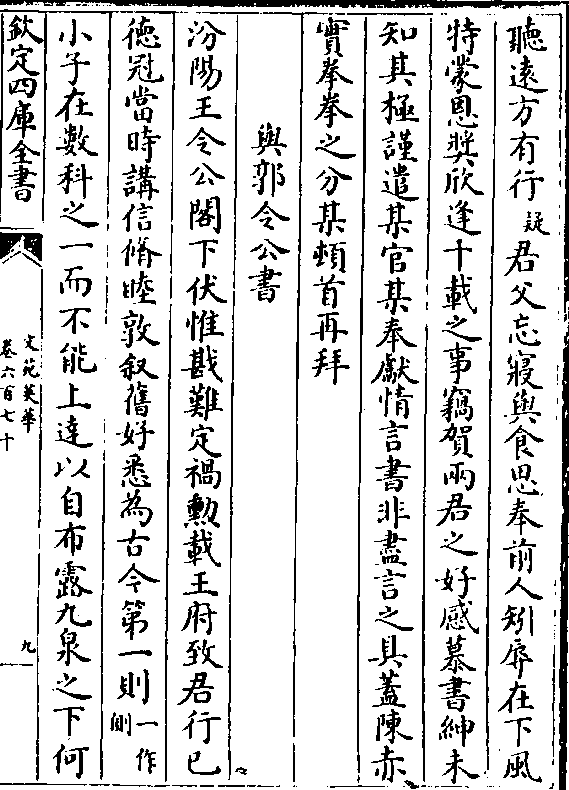 聽遠方有行疑君父忘寢與食思奉前人矧辱在下風
特蒙恩奬欣逢十載之事竊賀兩君之好感慕書紳未
知其極謹遣某官某奉獻情言書非盡言之具蓋陳赤
實拳拳之分某頓首再拜
與郭令公書
汾陽王令公閣下伏惟戡難定禍勲載王府致君行已
德冠當時講信脩睦敦叙舊好悉為古今第一則一作劓
小子在數科之一而不能上達以自布露九泉之下何
欽定四庫全書
文苑英華
卷六百七十
九